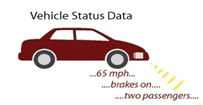 Vehicle Status Data
...65 mph...
....brakes on....
....two passengers....